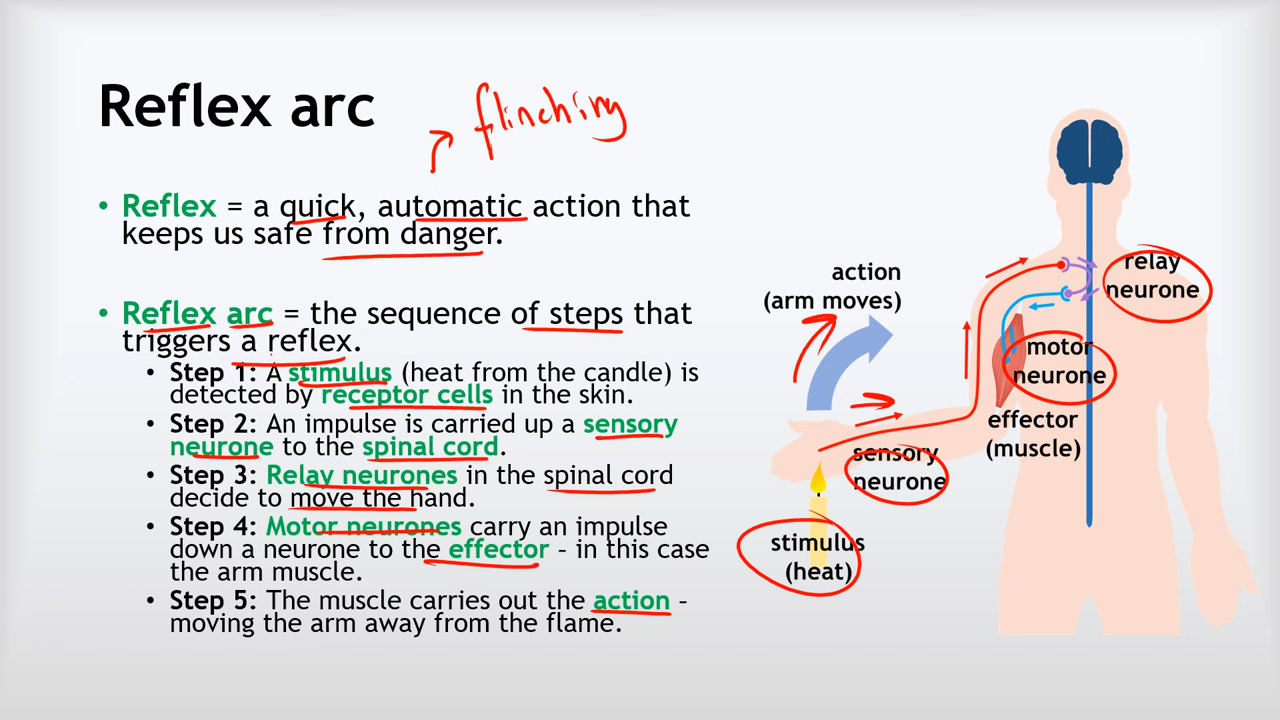 Reflex arc
flinching
• Reflex = a quick, automatic action that
keeps us safe from danger.
• Reflex arc = the sequence of steps that
triggers a reflex.
• Step 1: A stimulus (heat from the candle) is
detected by receptor cells in the skin.
• Step 2: An impulse is carried up a sensory
neurone to the spinal cord.
• Step 3: Relay neurones in the spinal cord
decide to move the hand.
• Step 4: Motor neurones carry an impulse
down a neurone to the effector – in this case
the arm muscle.
• Step 5: The muscle carries out the action –
moving the arm away from the flame.
action
(arm moves)
relay
neurone
motor
neurone
effector
(muscle)
sensory
neurone
stimulus
(heat)